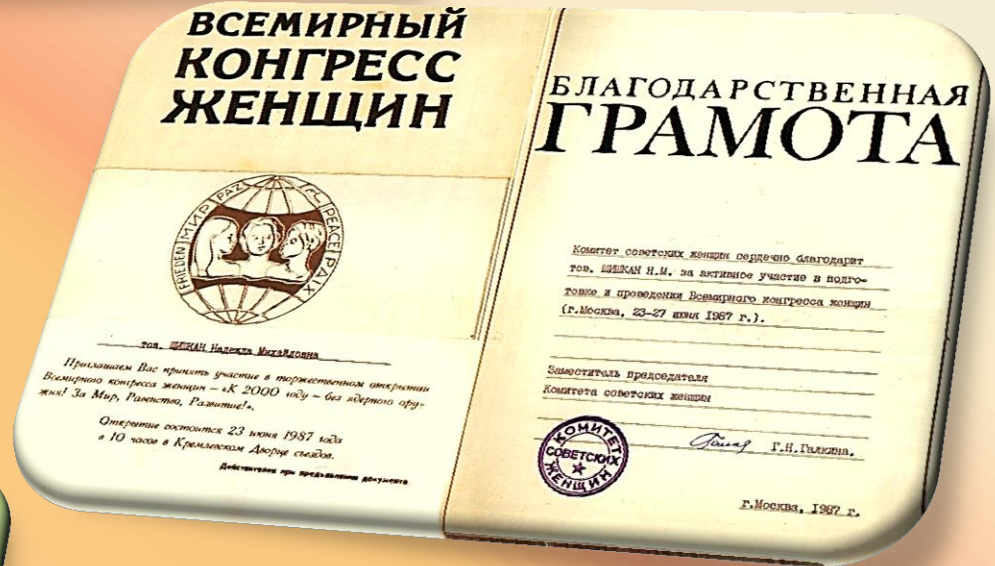 ВСЕМИРНЫЙ
КОНГРЕСС
ЖЕНЩИН
FRIEDEN МИР PAZ PEACE PAIX
тов. ШИШКАН Надежда Михайловна
Приглашаем Вас принять участие в торжественном открытии
Всемирного конгресса женщин – «К 2000 году – без ядерного ору-
жия! За Мир, Равенство, Развитие!».
Открытие состоится 23 июня 1987 года
в 10 часов в Кремлевском Дворце съездов.
Действителен при предъявлении документа
БЛАГОДАРСТВЕННАЯ
ГРАМОТА
Комитет советских женщин сердечно благодарит
тов. ШИШКАН Н.М. за активное участие в подго-
товке и проведении Всемирного конгресса женщин
(г.Москва, 23-27 июня 1987 г.).
Заместитель председателя
Комитета советских женщин
КОМИТЕТ
СОВЕТСКИХ
ЖЕНЩИН
Г.Н.Галкина.
г.Москва, 1987 г.